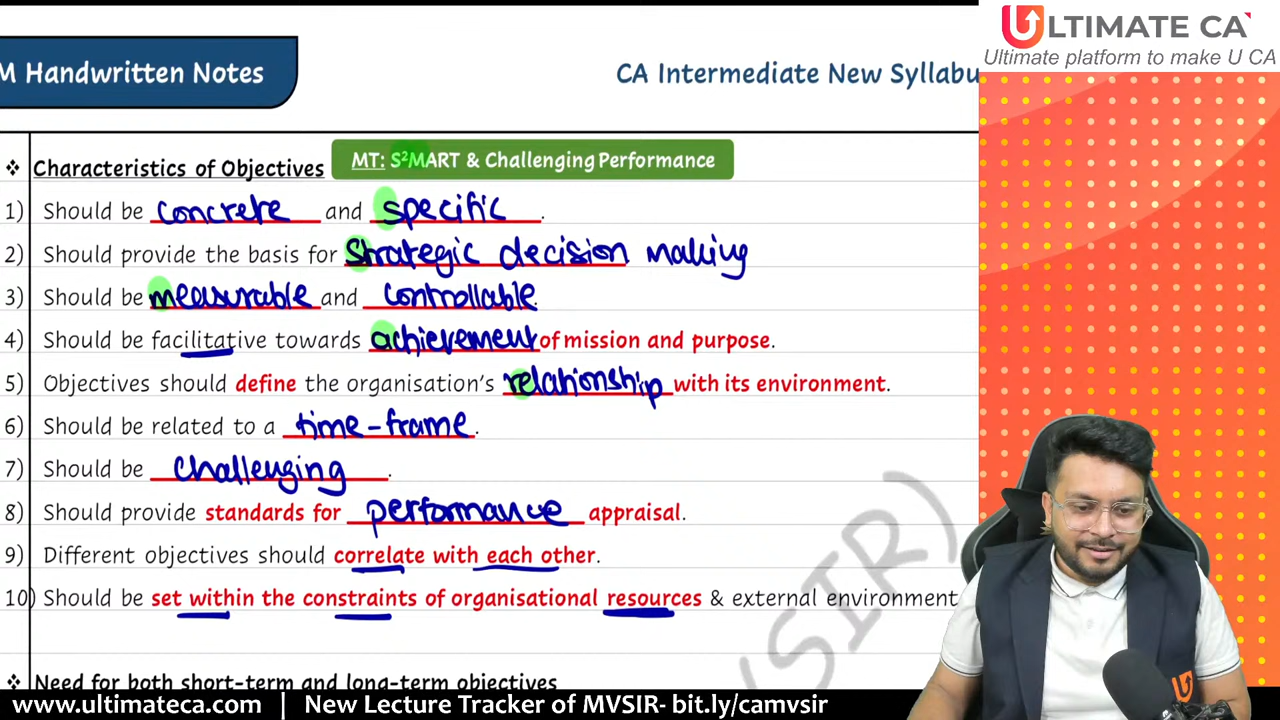 M Handwritten Notes
CA Intermediate New Syllabu
ULTIMATE CA
Ultimate platform to make U CA
❖ Characteristics of Objectives
MT: S²MART & Challenging Performance
1) Should be concrete and specific.
2) Should provide the basis for strategic decision making
3) Should be measurable and controllable.
4) Should be facilitative towards achievement of mission and purpose.
5) Objectives should define the organisation's relationship with its environment.
6) Should be related to a time-frame.
7) Should be challenging.
8) Should provide standards for performance appraisal.
9) Different objectives should correlate with each other.
10) Should be set within the constraints of organisational resources & external environment
SIR)
❖ Need for both short-term and long-term objectives
www.ultimateca.com | New Lecture Tracker of MVSIR- bit.ly/camvsir